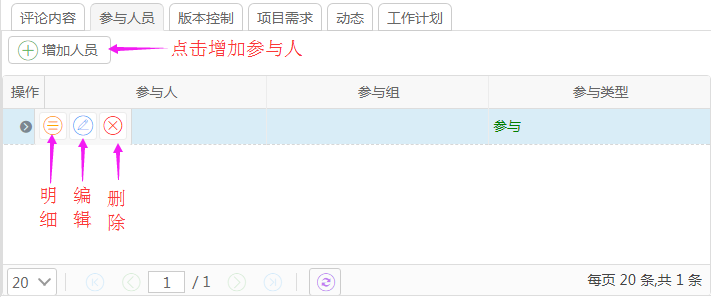 评论内容 参与人员 版本控制 项目需求 动态 工作计划
增加人员 点击增加参与人
操作 参与人 参与组 参与类型
参与
明细 编辑 删除
20 1 / 1 每页 20 条,共 1 条